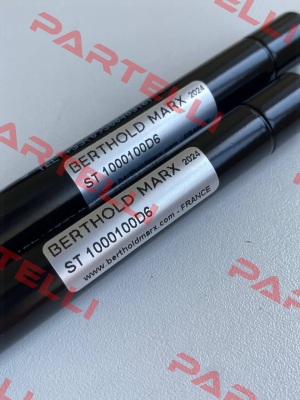 PARTELLI
BERTHOLD MARX 2024
ST 1000100D6
BERTHOLD MARX 2024
ST 1000100D6
www.bertholdmarx.com - FRANCE
PARTELLI
PARTELLI